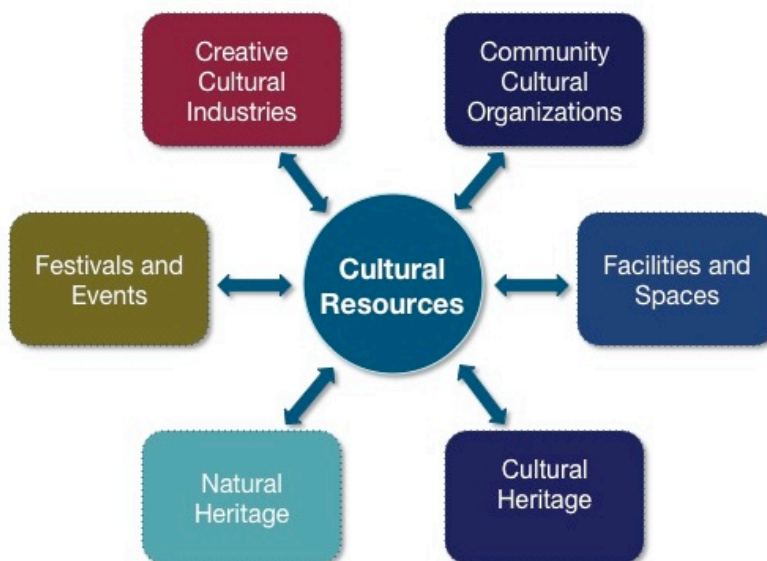 Creative
Cultural
Industries
Community
Cultural
Organizations
Festivals and
Events
Cultural
Resources
Facilities and
Spaces
Natural
Heritage
Cultural
Heritage